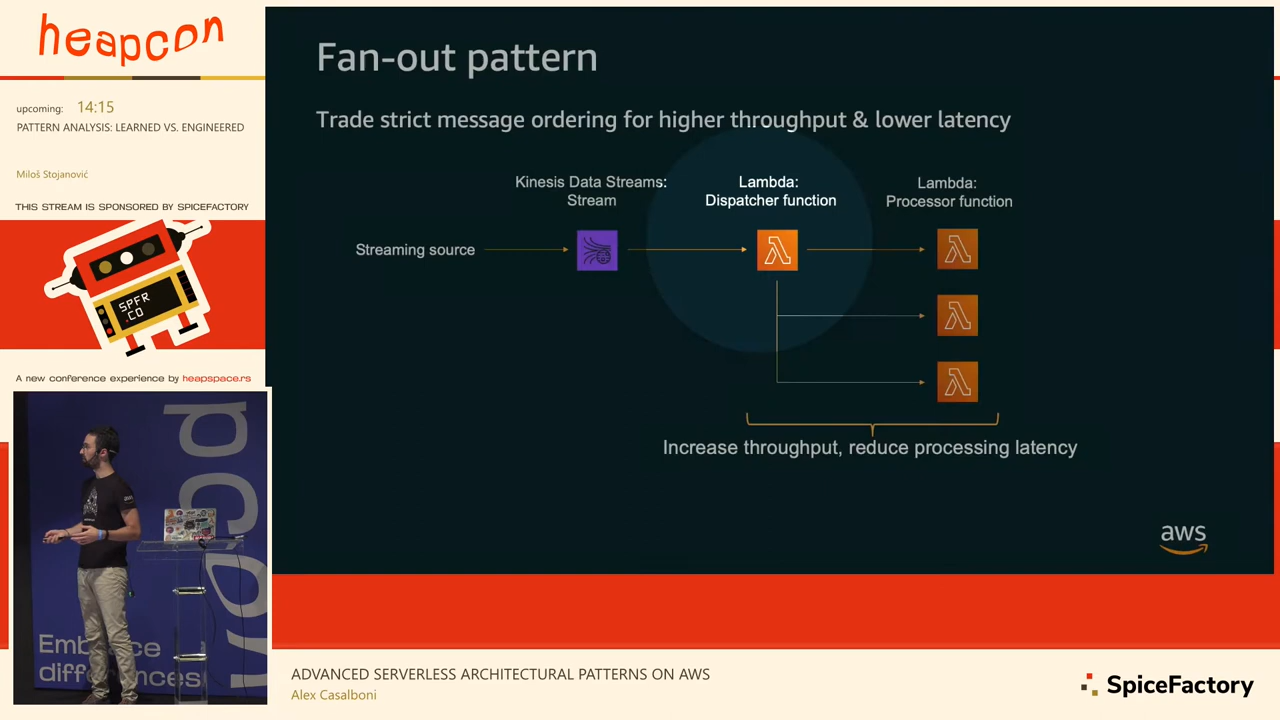 heapcon
upcoming: 14:15
PATTERN ANALYSIS: LEARNED VS. ENGINEERED
Miloš Stojanović
THIS STREAM IS SPONSORED BY SPICEFACTORY
SPFR
.CO
A new conference experience by heapspace.rs
Fan-out pattern
Trade strict message ordering for higher throughput & lower latency
Kinesis Data Streams:
Stream
Lambda:
Dispatcher function
Lambda:
Processor function
Streaming source
Increase throughput, reduce processing latency
aws
Embrace
differences
ADVANCED SERVERLESS ARCHITECTURAL PATTERNS ON AWS
Alex Casalboni
SpiceFactory